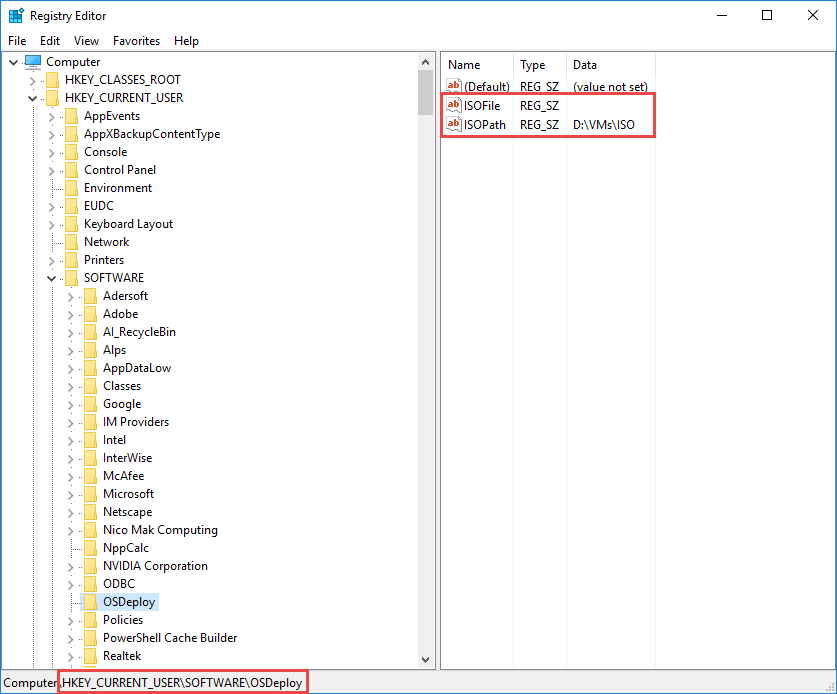 Registry Editor
File Edit View Favorites Help
Computer
HKEY_CLASSES_ROOT
HKEY_CURRENT_USER
AppEvents
AppXBackupContentType
Console
Control Panel
Environment
EUDC
Keyboard Layout
Network
Printers
SOFTWARE
Adersoft
Adobe
AI_RecycleBin
Alps
AppDataLow
Classes
Google
IM Providers
Intel
InterWise
McAfee
Microsoft
Netscape
Nico Mak Computing
NppCalc
NVIDIA Corporation
ODBC
OSDeploy
Policies
PowerShell Cache Builder
Realtek
Name Type Data
ab (Default) REG_SZ (value not set)
ab ISOFile REG_SZ
ab ISOPath REG_SZ D:\VMs\ISO
Computer\HKEY_CURRENT_USER\SOFTWARE\OSDeploy